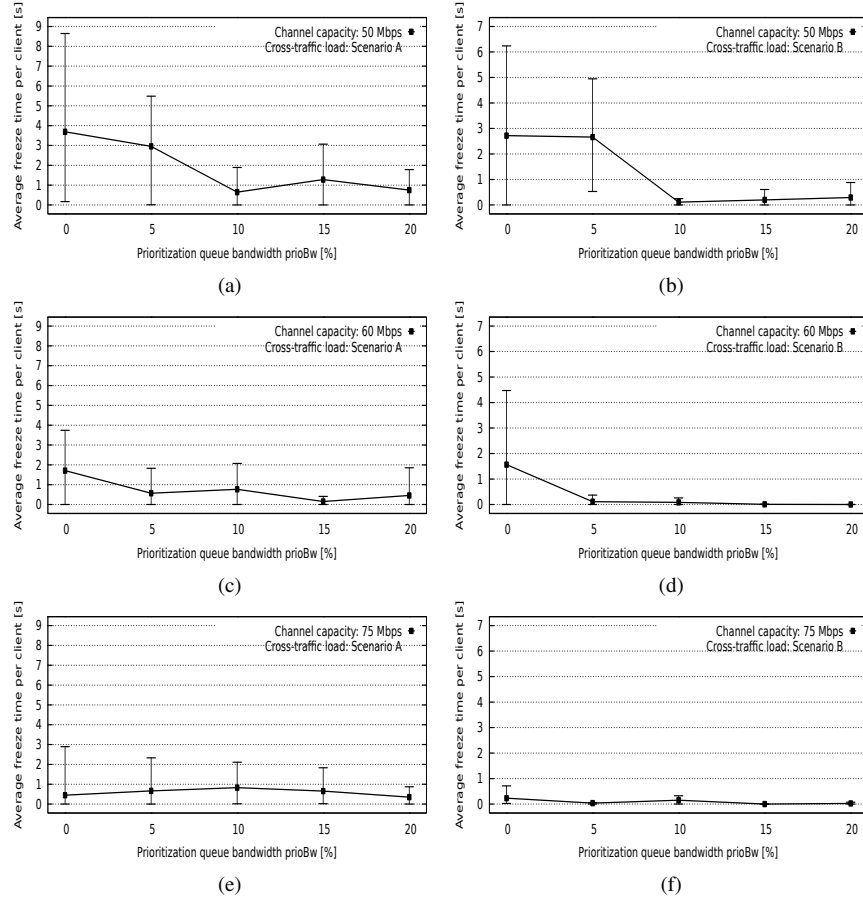 Average freeze time per client [s]
9
8
7
6
5
4
3
2
1
0
Channel capacity: 50 Mbps
Cross-traffic load: Scenario A
0 5 10 15 20
Prioritization queue bandwidth prioBw [%]
(a)
Average freeze time per client [s]
7
6
5
4
3
2
1
0
Channel capacity: 50 Mbps
Cross-traffic load: Scenario B
0 5 10 15 20
Prioritization queue bandwidth prioBw [%]
(b)
Average freeze time per client [s]
9
8
7
6
5
4
3
2
1
0
Channel capacity: 60 Mbps
Cross-traffic load: Scenario A
0 5 10 15 20
Prioritization queue bandwidth prioBw [%]
(c)
Average freeze time per client [s]
7
6
5
4
3
2
1
0
Channel capacity: 60 Mbps
Cross-traffic load: Scenario B
0 5 10 15 20
Prioritization queue bandwidth prioBw [%]
(d)
Average freeze time per client [s]
9
8
7
6
5
4
3
2
1
0
Channel capacity: 75 Mbps
Cross-traffic load: Scenario A
0 5 10 15 20
Prioritization queue bandwidth prioBw [%]
(e)
Average freeze time per client [s]
7
6
5
4
3
2
1
0
Channel capacity: 75 Mbps
Cross-traffic load: Scenario B
0 5 10 15 20
Prioritization queue bandwidth prioBw [%]
(f)